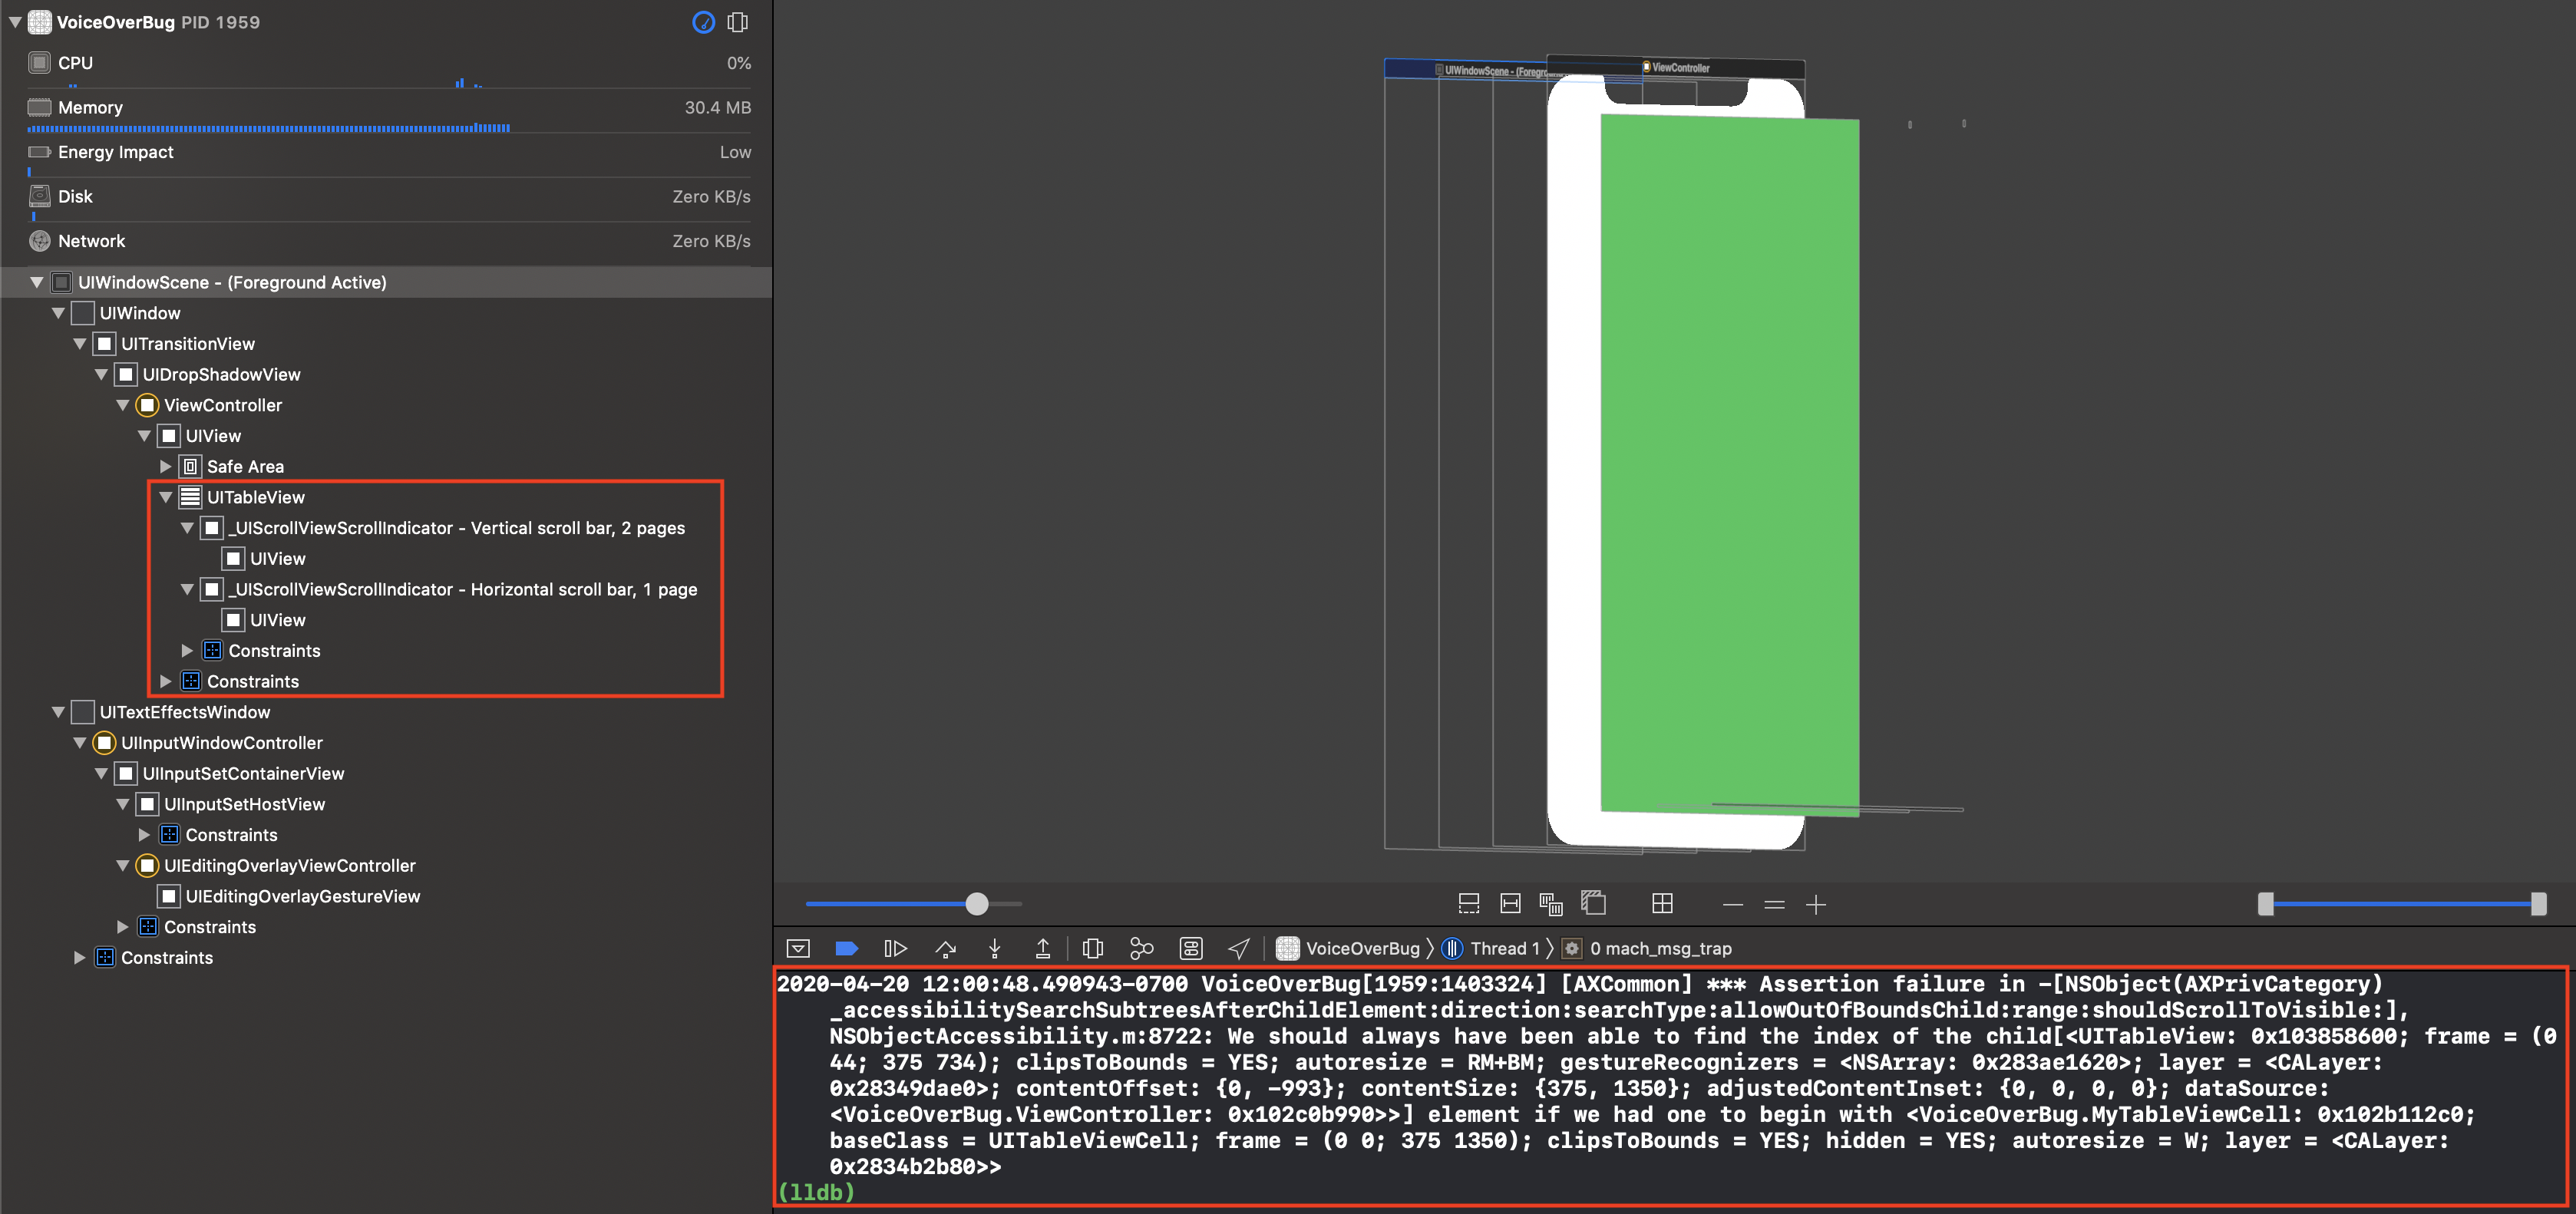 VoiceOverBug PID 1959
CPU 0%
Memory 30.4 MB
Energy Impact Low
Disk Zero KB/s
Network Zero KB/s
UIWindowScene - (Foreground Active)
UIWindow
UITransitionView
UIDropShadowView
ViewController
UIView
Safe Area
UITableView
_UIScrollViewScrollIndicator - Vertical scroll bar, 2 pages
UIView
_UIScrollViewScrollIndicator - Horizontal scroll bar, 1 page
UIView
Constraints
Constraints
UITextEffectsWindow
UIInputWindowController
UIInputSetContainerView
UIInputSetHostView
Constraints
UIEditingOverlayViewController
UIEditingOverlayGestureView
Constraints
Constraints
UIWindowScene - (Foregr
ViewController
VoiceOverBug 〉 Thread 1 〉 0 mach_msg_trap
2020-04-20 12:00:48.490943-0700 VoiceOverBug[1959:1403324] [AXCommon] *** Assertion failure in -[NSObject(AXPrivCategory)
_accessibilitySearchSubtreesAfterChildElement:direction:searchType:allowOutOfBoundsChild:range:shouldScrollToVisible:],
NSObjectAccessibility.m:8722: We should always have been able to find the index of the child[<UITableView: 0x103858600; frame = (0
44; 375 734); clipsToBounds = YES; autoresize = RM+BM; gestureRecognizers = <NSArray: 0x283ae1620>; layer = <CALayer:
0x28349dae0>; contentOffset: {0, -993}; contentSize: {375, 1350}; adjustedContentInset: {0, 0, 0, 0}; dataSource:
<VoiceOverBug.ViewController: 0x102c0b990>>] element if we had one to begin with <VoiceOverBug.MyTableViewCell: 0x102b112c0;
baseClass = UITableViewCell; frame = (0 0; 375 1350); clipsToBounds = YES; hidden = YES; autoresize = W; layer = <CALayer:
0x2834b2b80>>
(lldb)